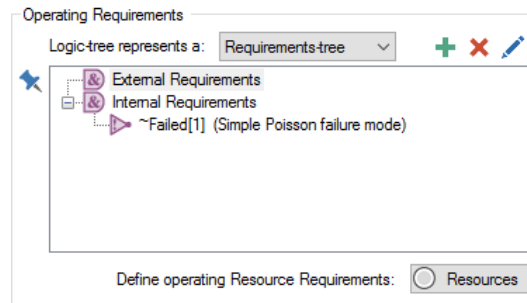 Operating Requirements
Logic-tree represents a: Requirements-tree
& External Requirements
& Internal Requirements
~Failed[1] (Simple Poisson failure mode)
Define operating Resource Requirements: Resources